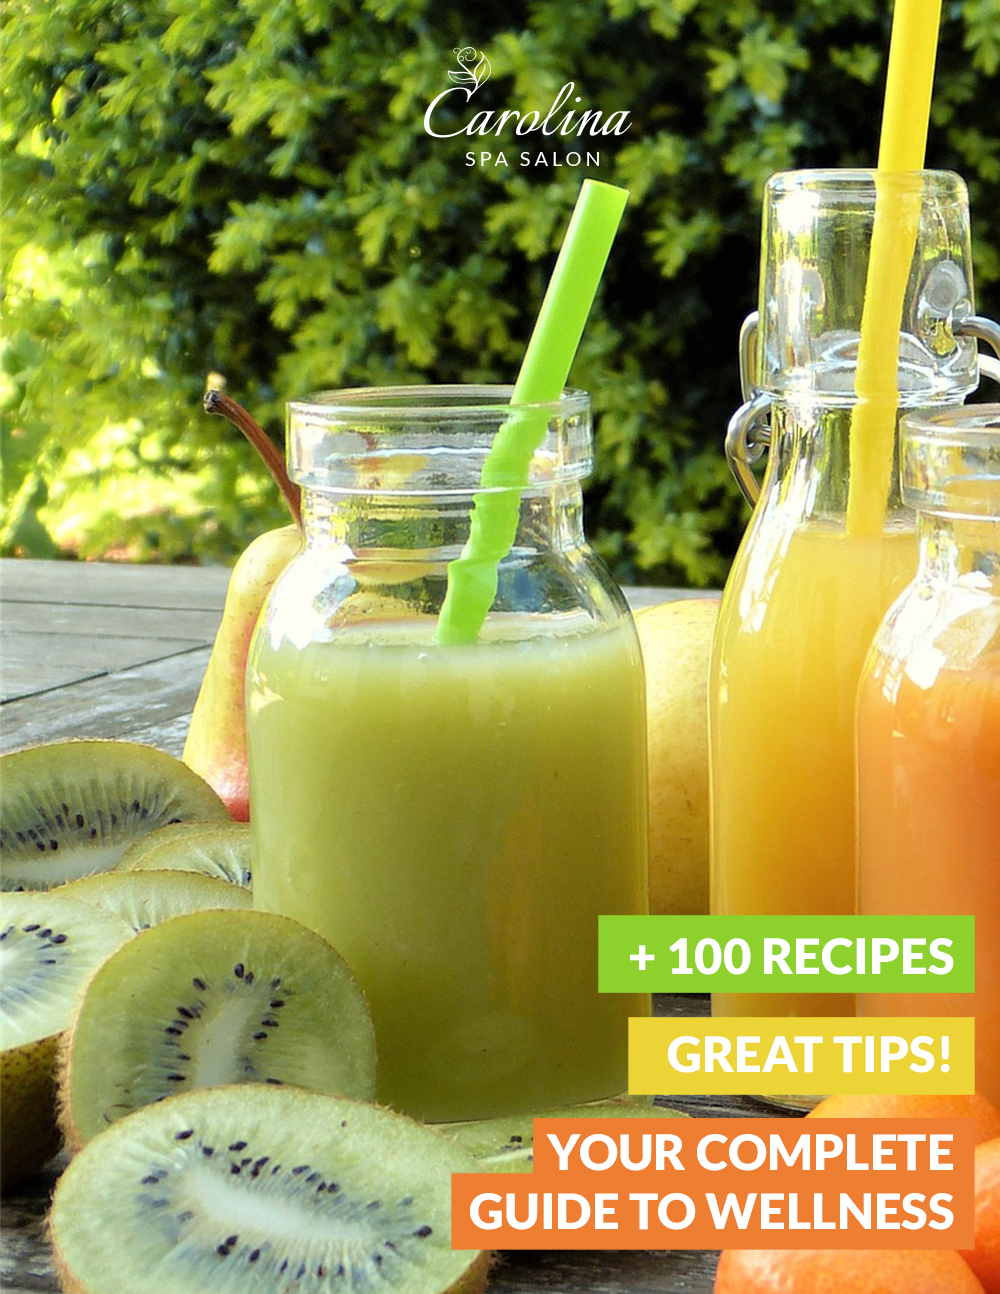 Carolina
SPA SALON
+ 100 RECIPES
GREAT TIPS!
YOUR COMPLETE
GUIDE TO WELLNESS